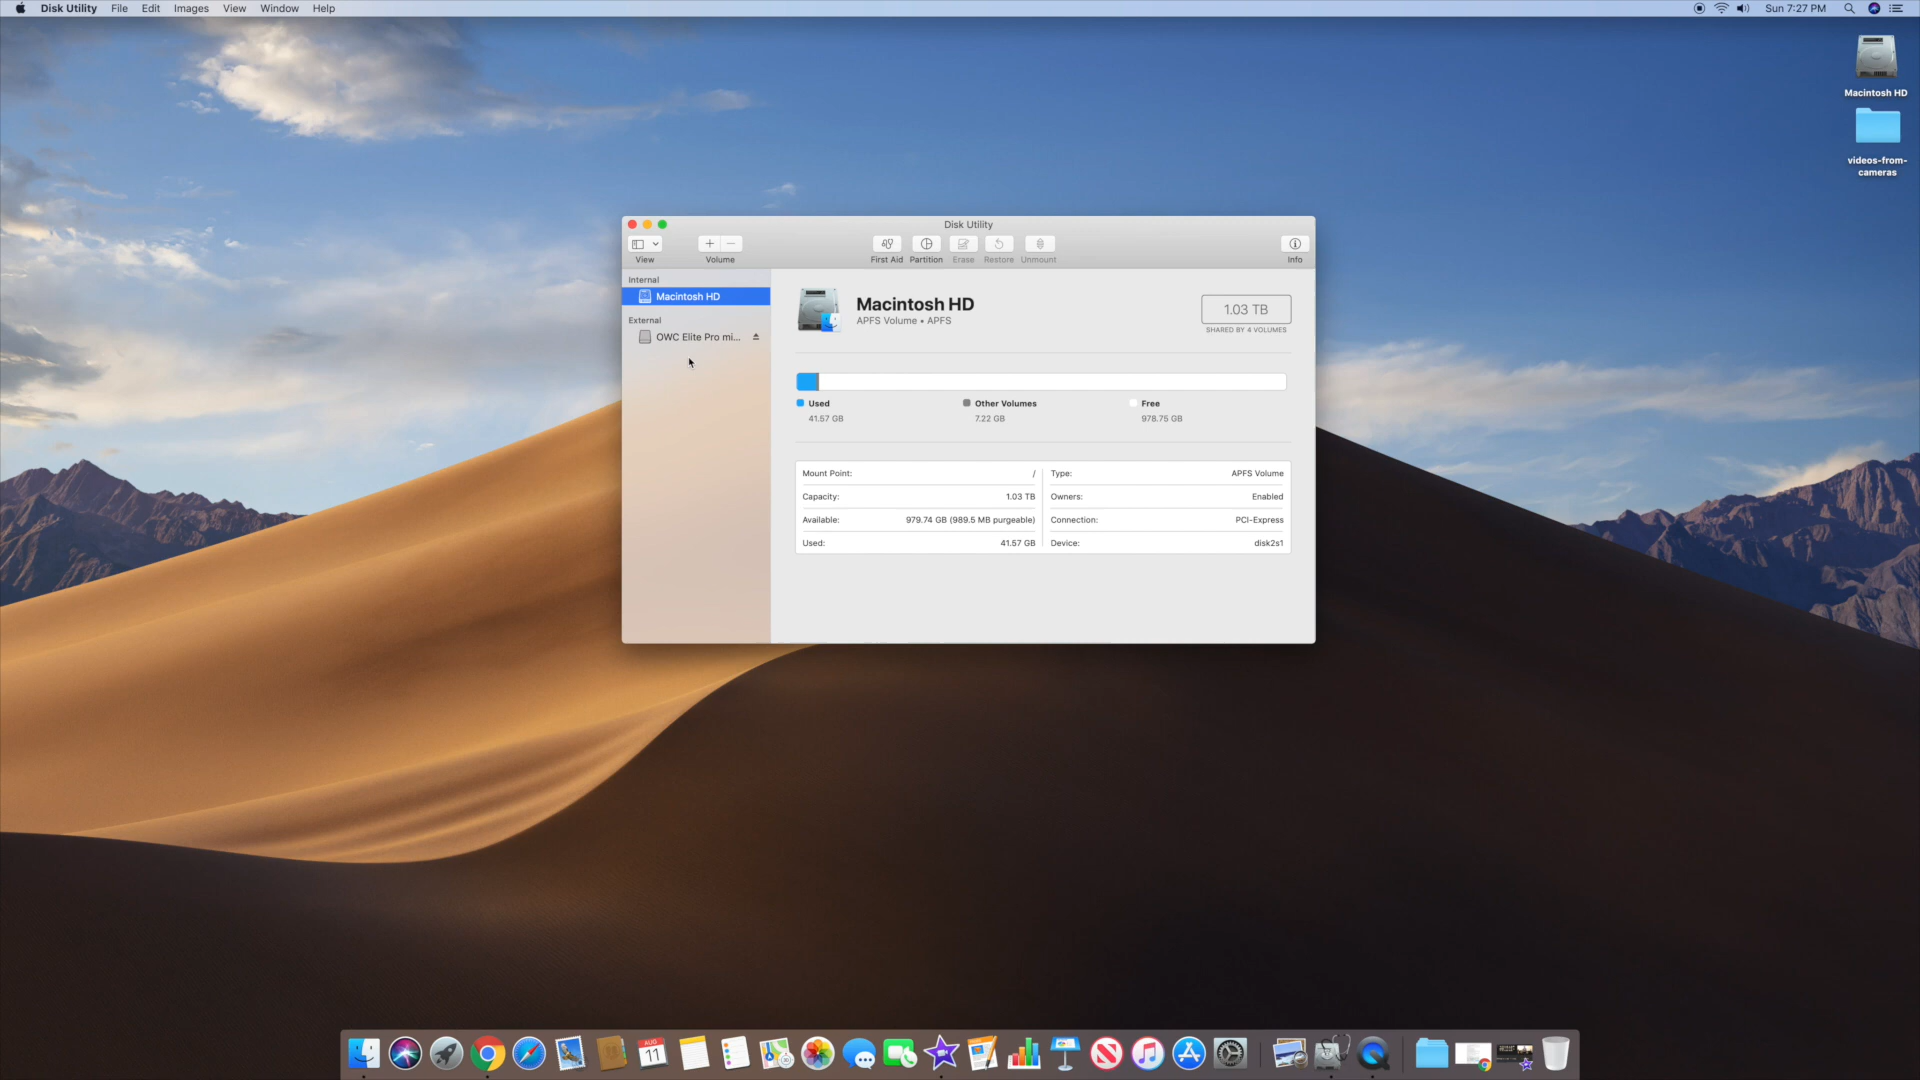 Disk Utility File Edit Images View Window Help
Sun 7:27 PM
Macintosh HD
videos-from-
cameras
Disk Utility
View
Volume
First Aid
Partition
Erase
Restore
Unmount
Info
Internal
Macintosh HD
External
OWC Elite Pro mi...
Macintosh HD
APFS Volume • APFS
1.03 TB
SHARED BY 4 VOLUMES
Used
41.57 GB
Other Volumes
7.22 GB
Free
978.75 GB
Mount Point: /
Capacity: 1.03 TB
Available: 979.74 GB (989.5 MB purgeable)
Used: 41.57 GB
Type: APFS Volume
Owners: Enabled
Connection: PCI-Express
Device: disk2s1
AUG
11